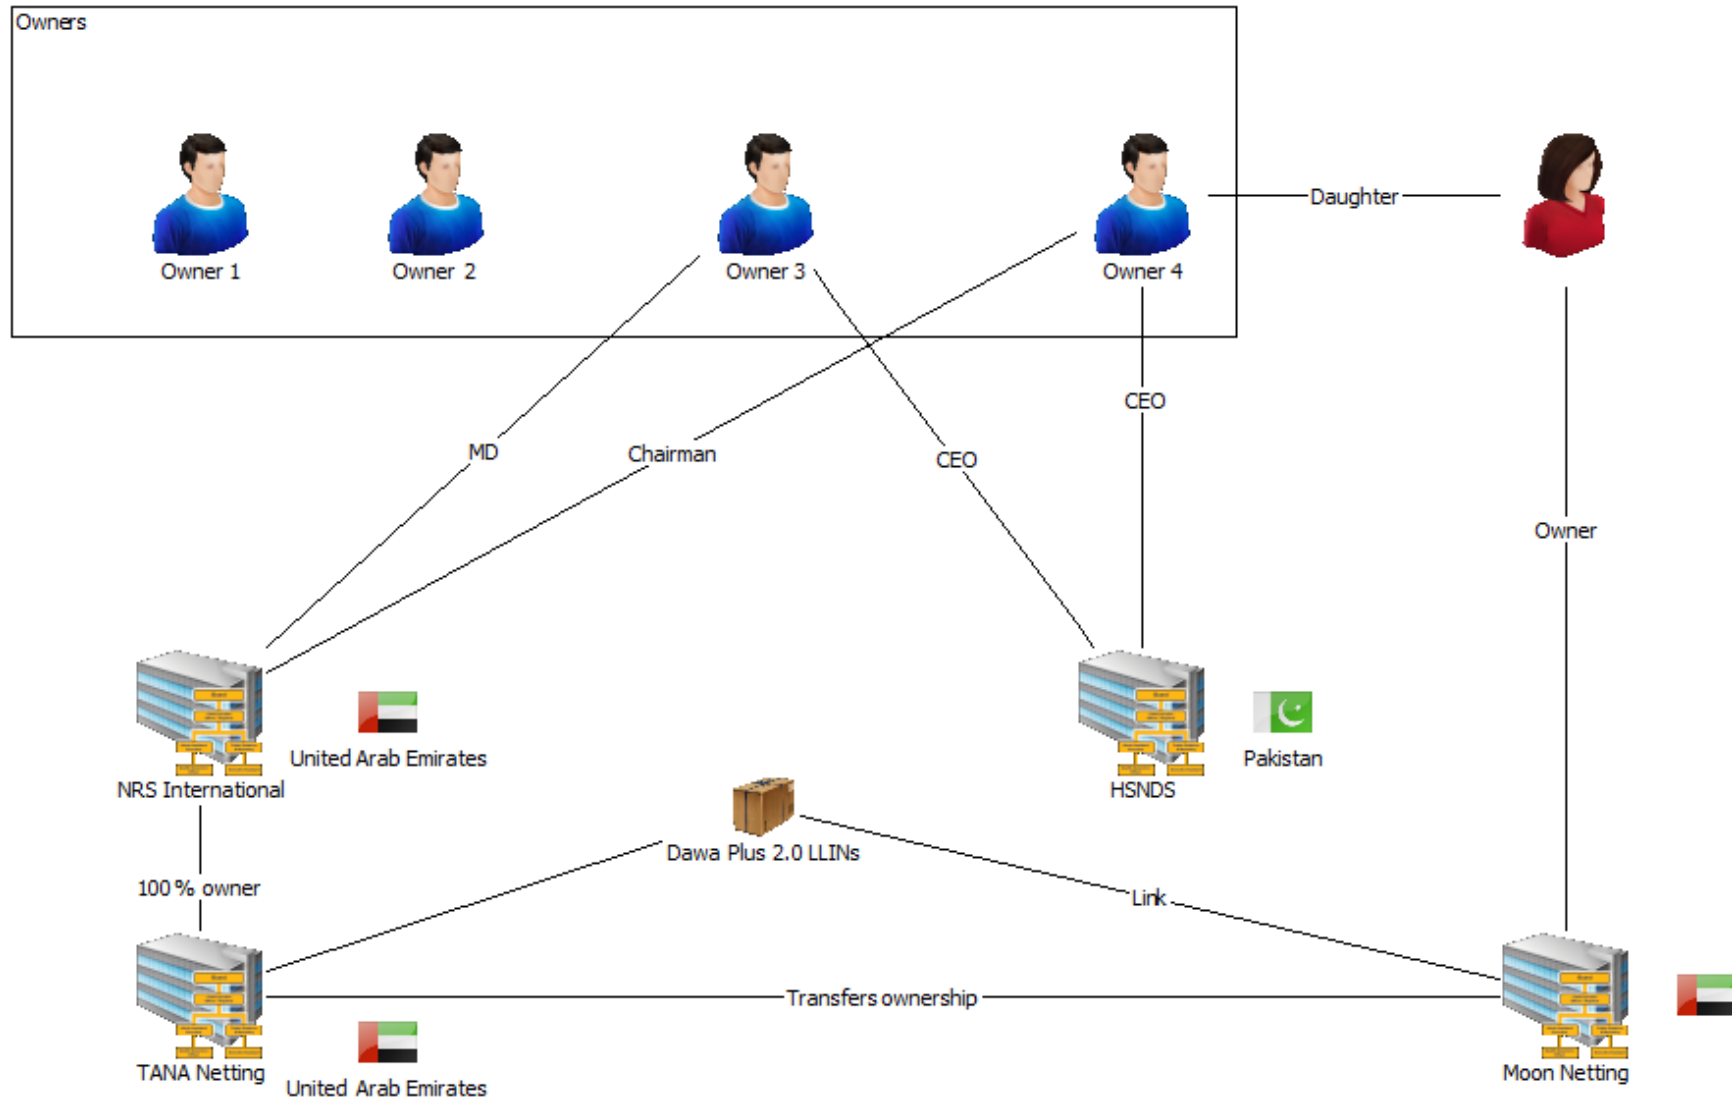 Owners
Owner 1
Owner 2
Owner 3
Owner 4
Daughter
CEO
MD
Chairman
CEO
Owner
United Arab Emirates
Pakistan
NRS International
HSNDS
Dawa Plus 2.0 LLINs
100 % owner
Link
Transfers ownership
TANA Netting
United Arab Emirates
Moon Netting